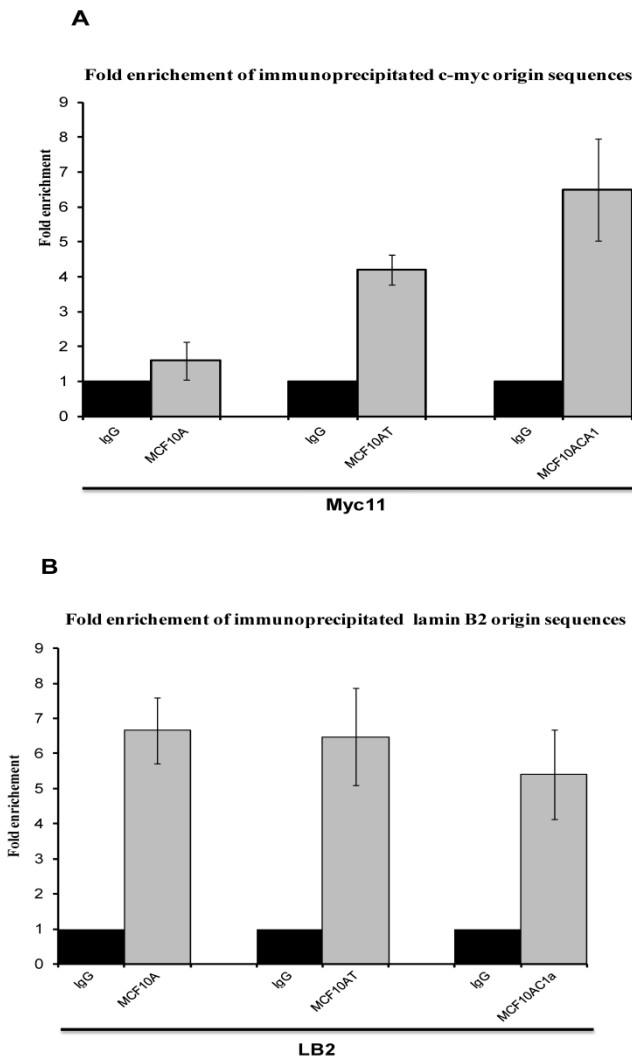 A
Fold enrichement of immunoprecipitated c-myc origin sequences
Fold enrichment
9
8
7
6
5
4
3
2
1
0
IgG
MCF10A
IgG
MCF10AT
IgG
MCF10ACA1
Myc11
B
Fold enrichement of immunoprecipitated lamin B2 origin sequences
Fold enrichement
9
8
7
6
5
4
3
2
1
0
IgG
MCF10A
IgG
MCF10AT
IgG
MCF10AC1a
LB2